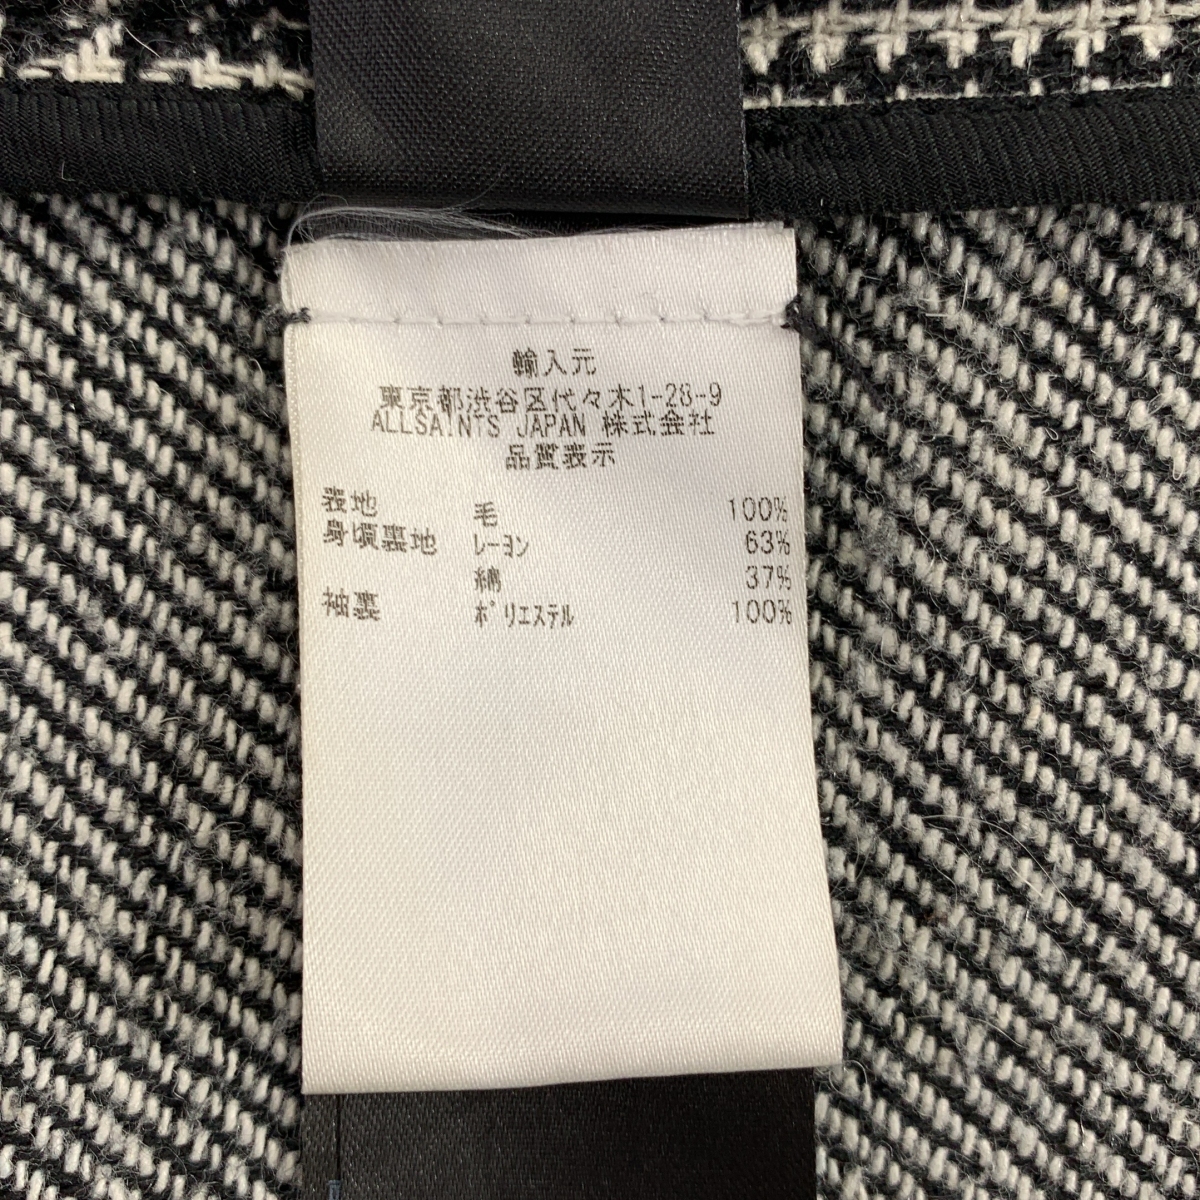 輸入元
東京都渋谷区代々木1-28-9
ALLSAINTS JAPAN 株式会社
品質表示
表地 毛 100%
身頃裏地 レーヨン 63%
綿 37%
袖裏 ポリエステル 100%